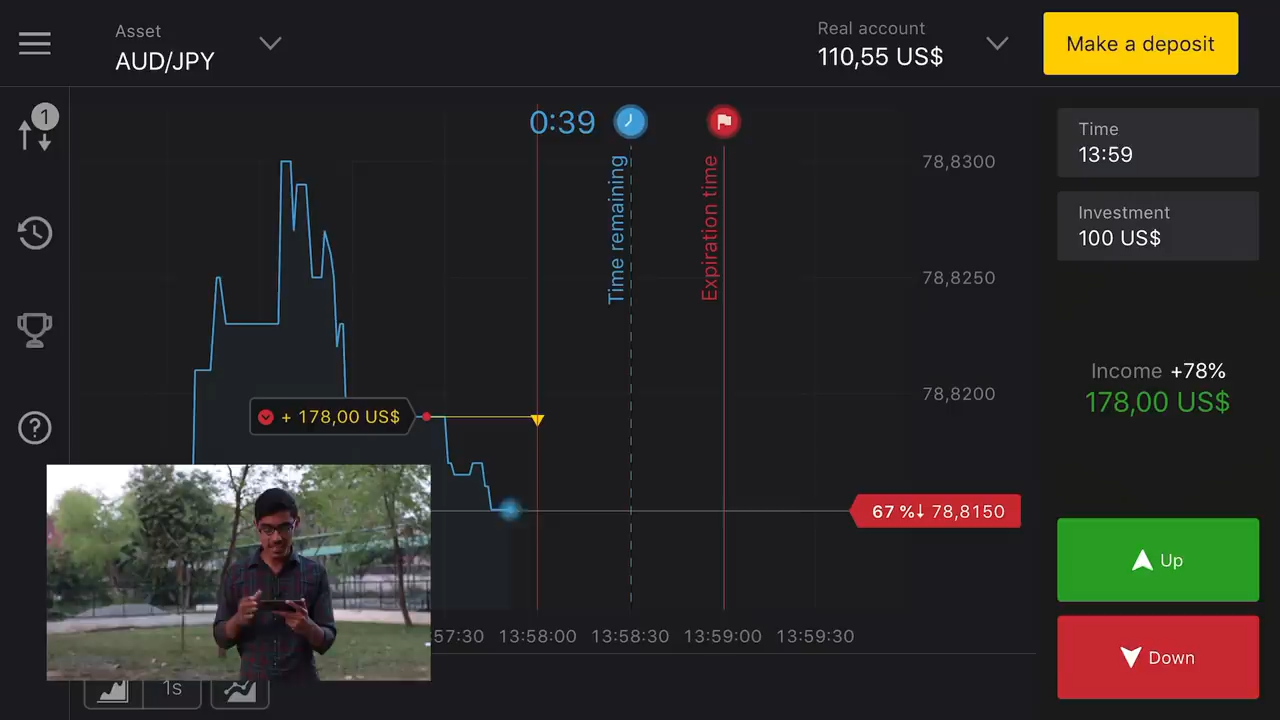 Asset
AUD/JPY
Real account
110,55 US$
Make a deposit
1
0:39
Time remaining
Expiration time
78,8300
78,8250
78,8200
Time
13:59
Investment
100 US$
Income +78%
178,00 US$
+ 178,00 US$
67 %↓ 78,8150
Up
Down
57:30 13:58:00 13:58:30 13:59:00 13:59:30
1s